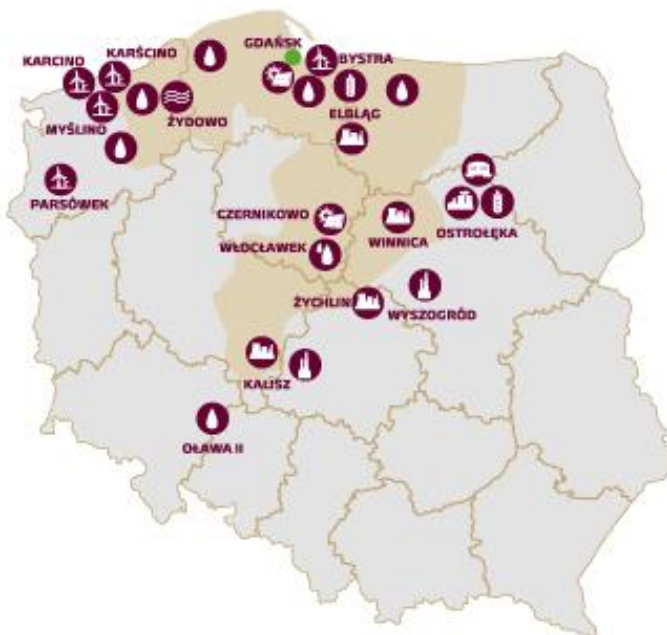 GDAŃSK
KARŚCINO
BYSTRA
KARCINO
ELBLĄG
ŻYDOWO
MYŚLINO
PARSÓWEK
CZERNIKOWO
OSTROŁĘKA
WINNICA
WŁOCŁAWEK
ŻYCHLIN
WYSZOGRÓD
KALISZ
OŁAWA II